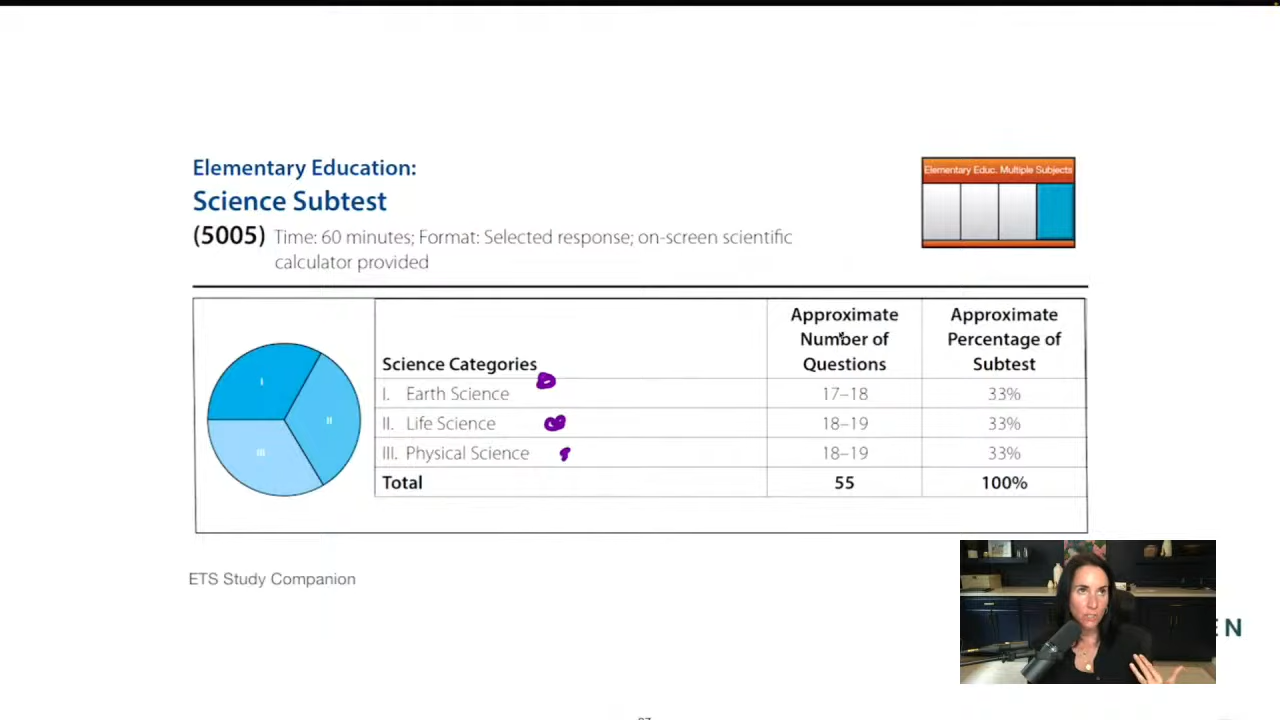 Elementary Education:
Science Subtest
(5005) Time: 60 minutes; Format: Selected response; on-screen scientific
calculator provided
Elementary Educ. Multiple Subjects
Science Categories
Approximate
Number of
Questions
Approximate
Percentage of
Subtest
I
II
III
I. Earth Science 17–18 33%
II. Life Science 18–19 33%
III. Physical Science 18–19 33%
Total 55 100%
ETS Study Companion
N